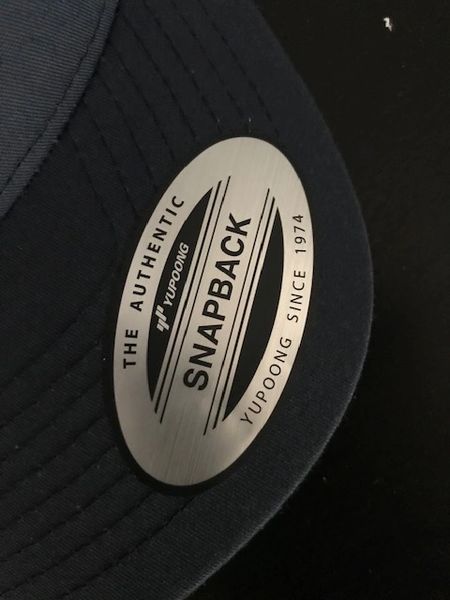 THE AUTHENTIC
YUPOONG
SNAPBACK
YUPOONG SINCE 1974